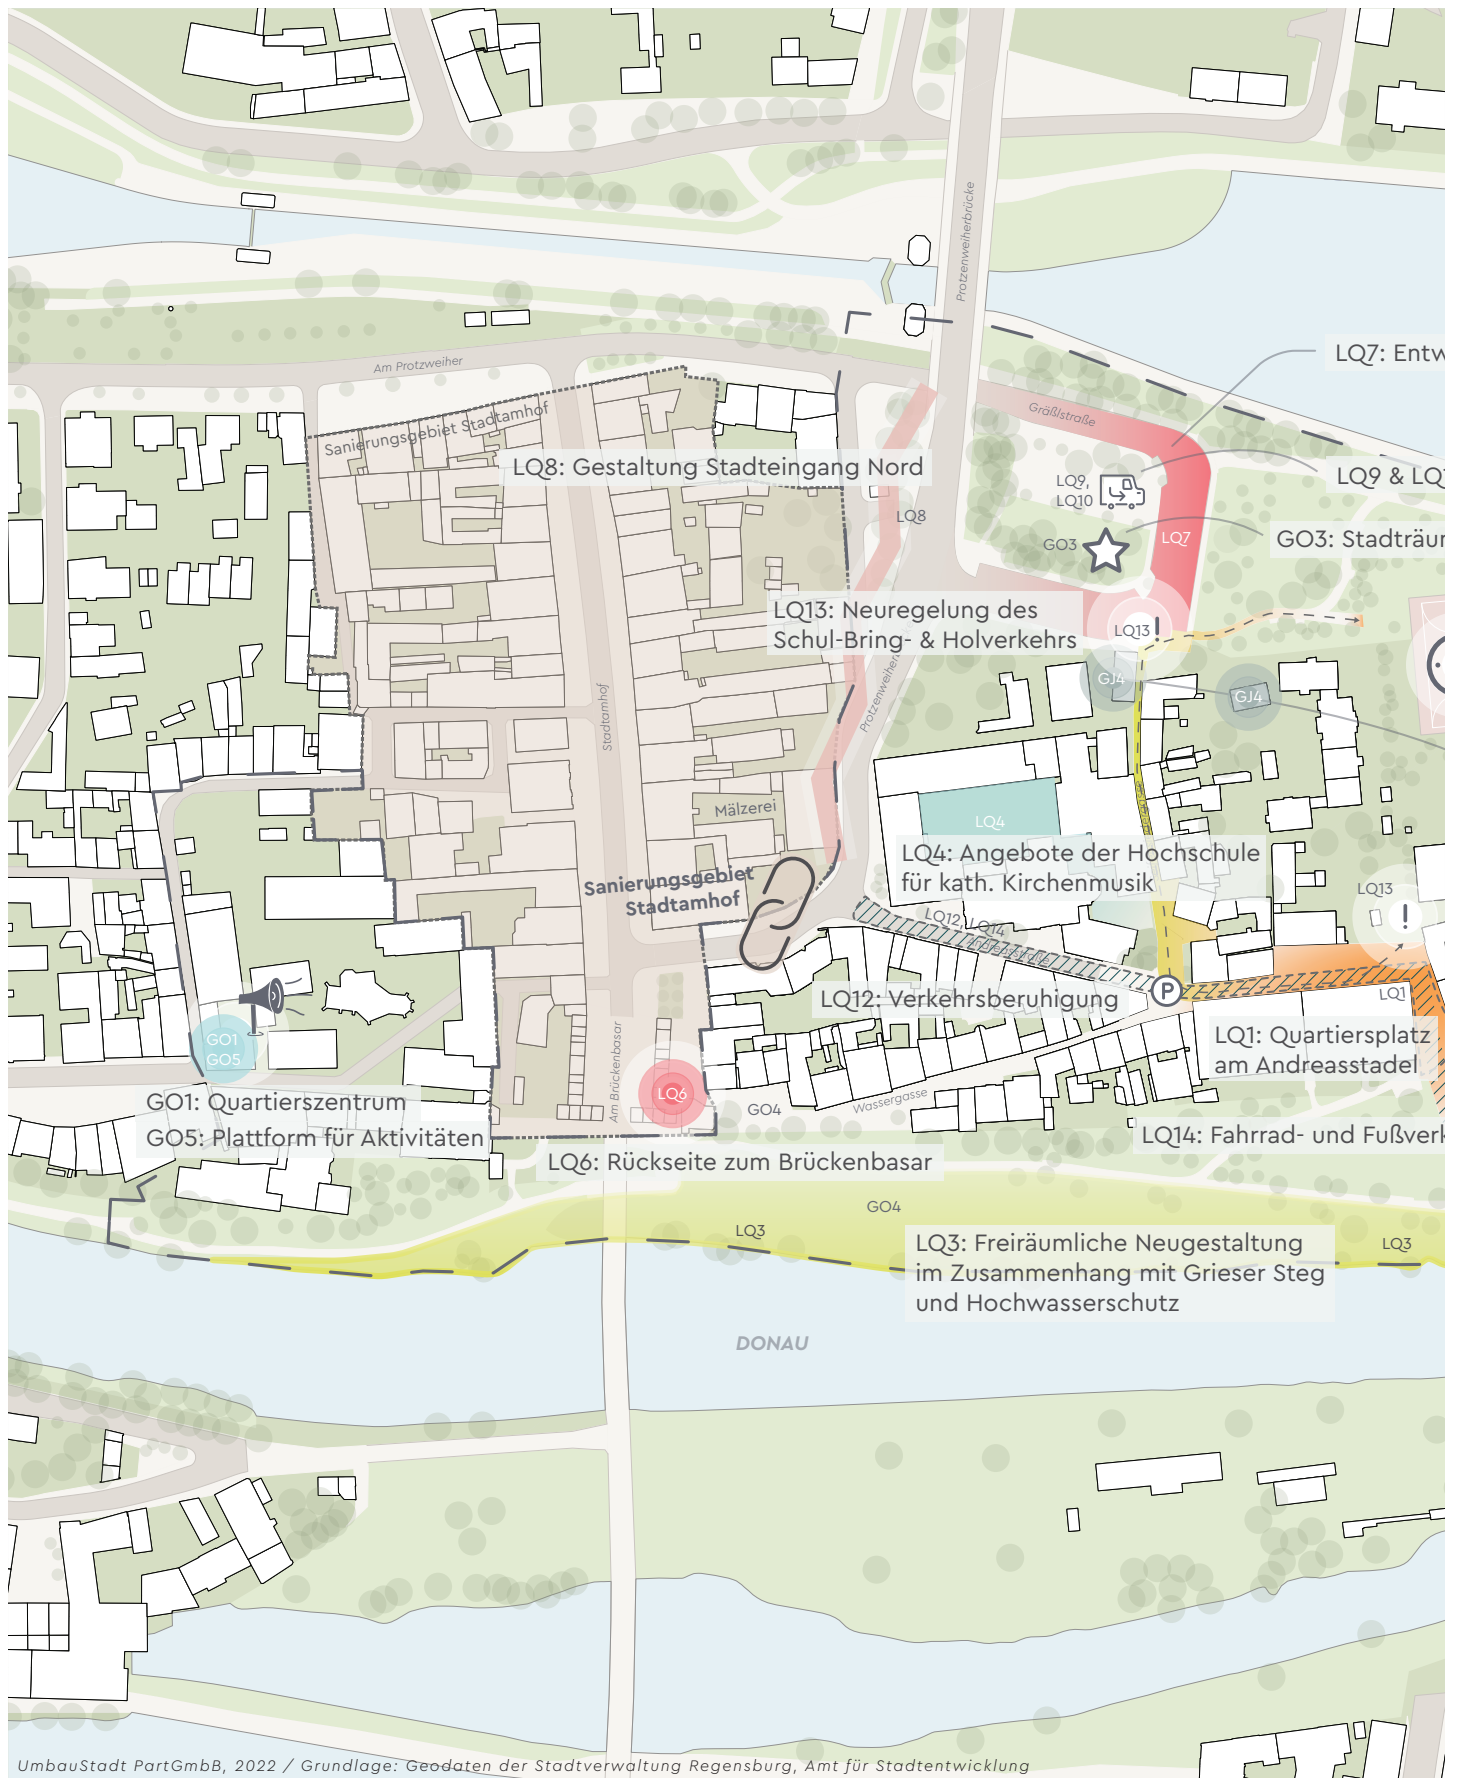 Protzenweiherbrücke
Am Protzweiher
LQ7: Entw
Gräßlstraße
Sanierungsgebiet Stadtamhof
LQ8: Gestaltung Stadteingang Nord
LQ9 & LQ
LQ9,
LQ10
LQ8
GO3
LQ7
GO3: Stadträu
LQ13: Neuregelung des
Schul-Bring- & Holverkehrs
LQ13
!
GJ4
GJ4
Stadtamhof
Mälzerei
LQ4
LQ4: Angebote der Hochschule
für kath. Kirchenmusik
Sanierungsgebiet
Stadtamhof
LQ13
!
LQ12, LQ14
Andreasstraße
P
LQ12: Verkehrsberuhigung
LQ1
LQ1: Quartiersplatz
am Andreasstadel
GO1
GO5
Am Brückenbasar
LQ6
GO4
Wassergasse
GO1: Quartierszentrum
GO5: Plattform für Aktivitäten
LQ14: Fahrrad- und Fußverk
LQ6: Rückseite zum Brückenbasar
GO4
LQ3
LQ3: Freiräumliche Neugestaltung
im Zusammenhang mit Grieser Steg
und Hochwasserschutz
LQ3
DONAU
UmbauStadt PartGmbB, 2022 / Grundlage: Geodaten der Stadtverwaltung Regensburg, Amt für Stadtentwicklung